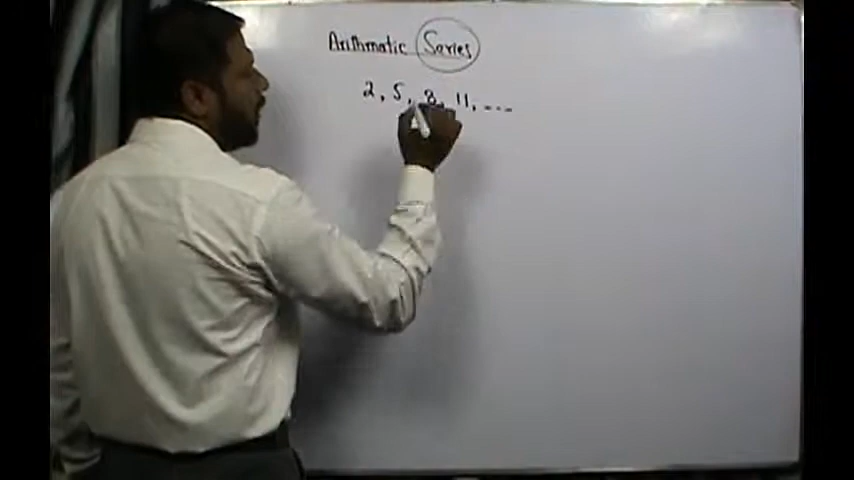 Arithmatic Series
2, 5, 8, 11, ....